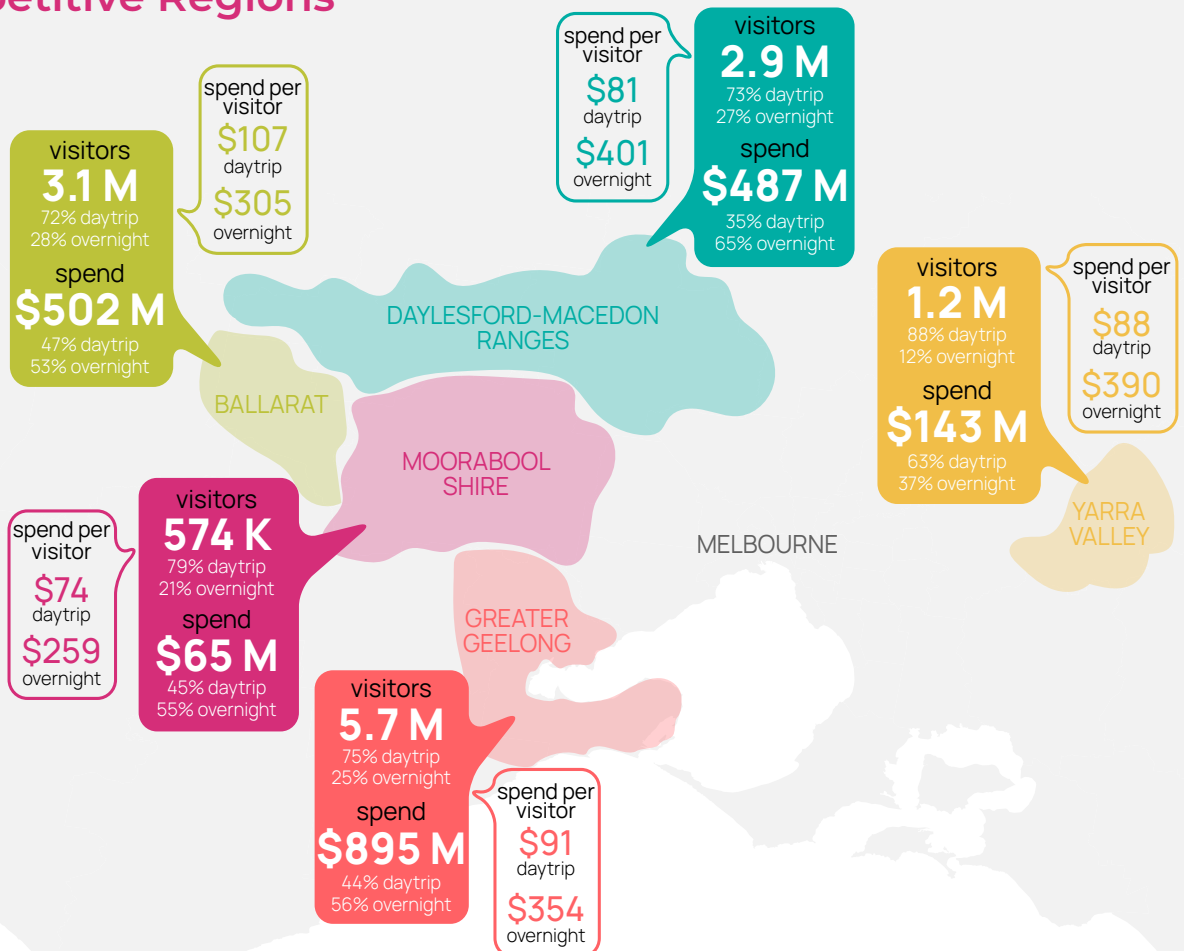 petitive Regions
spend per
visitor
$81
daytrip
$401
overnight
visitors
2.9 M
73% daytrip
27% overnight
spend
$487 M
35% daytrip
65% overnight
spend per
visitor
$107
daytrip
$305
overnight
visitors
3.1 M
72% daytrip
28% overnight
spend
$502 M
47% daytrip
53% overnight
visitors
1.2 M
88% daytrip
12% overnight
spend
$143 M
63% daytrip
37% overnight
spend per
visitor
$88
daytrip
$390
overnight
DAYLESFORD-MACEDON
RANGES
BALLARAT
MOORABOOL
SHIRE
YARRA
VALLEY
MELBOURNE
GREATER
GEELONG
visitors
574 K
79% daytrip
21% overnight
spend
$65 M
45% daytrip
55% overnight
spend per
visitor
$74
daytrip
$259
overnight
visitors
5.7 M
75% daytrip
25% overnight
spend
$895 M
44% daytrip
56% overnight
spend per
visitor
$91
daytrip
$354
overnight